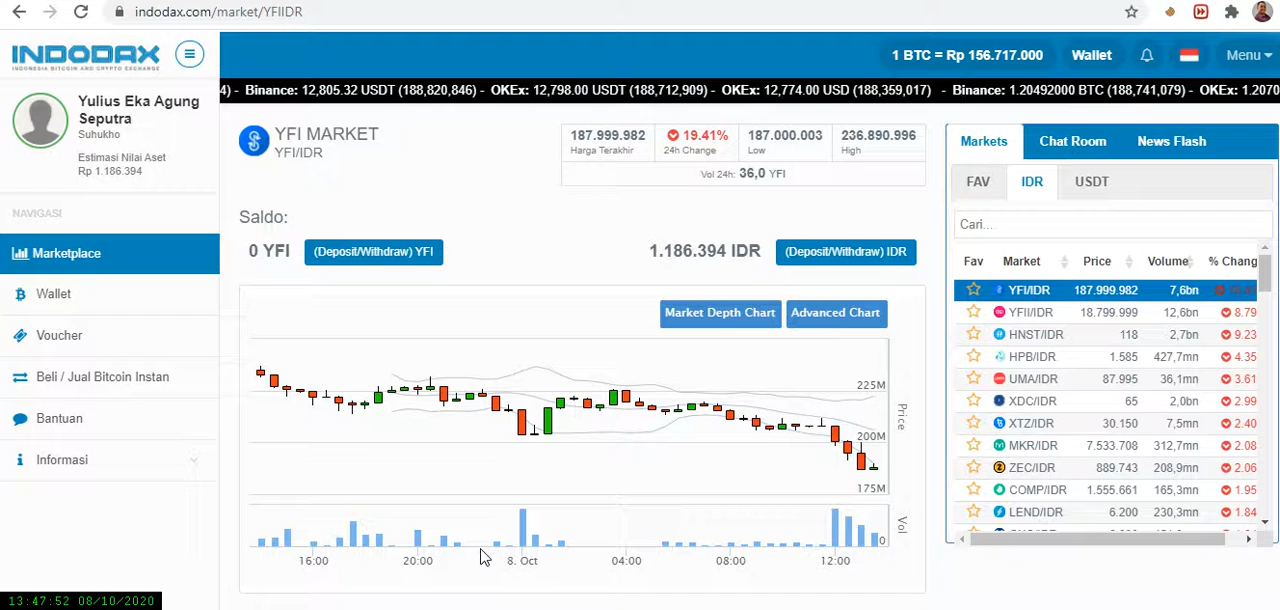 indodax.com/market/YFIIDR
INDODAX
INDONESIA BITCOIN AND CRYPTO EXCHANGE
1 BTC = Rp 156.717.000
Wallet
Menu
4) - Binance: 12,805.32 USDT (188,820,846) - OKEx: 12,798.00 USDT (188,712,909) - OKEx: 12,774.00 USD (188,359,017) - Binance: 1.20492000 BTC (188,741,079) - OKEx: 1.2070
Yulius Eka Agung
Seputra
Suhukho
Estimasi Nilai Aset
Rp 1.186.394
NAVIGASI
Marketplace
Wallet
Voucher
Beli / Jual Bitcoin Instan
Bantuan
Informasi
YFI MARKET
YFI/IDR
187.999.982 19.41% 187.000.003 236.890.996
Harga Terakhir 24h Change Low High
Vol 24h: 36,0 YFI
Saldo:
0 YFI (Deposit/Withdraw) YFI 1.186.394 IDR (Deposit/Withdraw) IDR
Market Depth Chart Advanced Chart
225M
200M
175M
Price
Vol
0
16:00 20:00 8. Oct 04:00 08:00 12:00
Markets Chat Room News Flash
FAV IDR USDT
Cari...
Fav Market Price Volume % Chang
YFI/IDR 187.999.982 7,6bn
YFII/IDR 18.799.999 12,6bn 8.79
HNST/IDR 118 2,7bn 9.23
HPB/IDR 1.585 427,7mn 4.35
UMA/IDR 87.995 36,1mn 3.61
XDC/IDR 65 2,0bn 2.99
XTZ/IDR 30.150 7,5mn 2.40
MKR/IDR 7.533.708 312,7mn 2.08
ZEC/IDR 889.743 208,9mn 2.06
COMP/IDR 1.555.661 165,3mn 1.95
LEND/IDR 6.200 230,3mn 1.84
13:47:52 08/10/2020